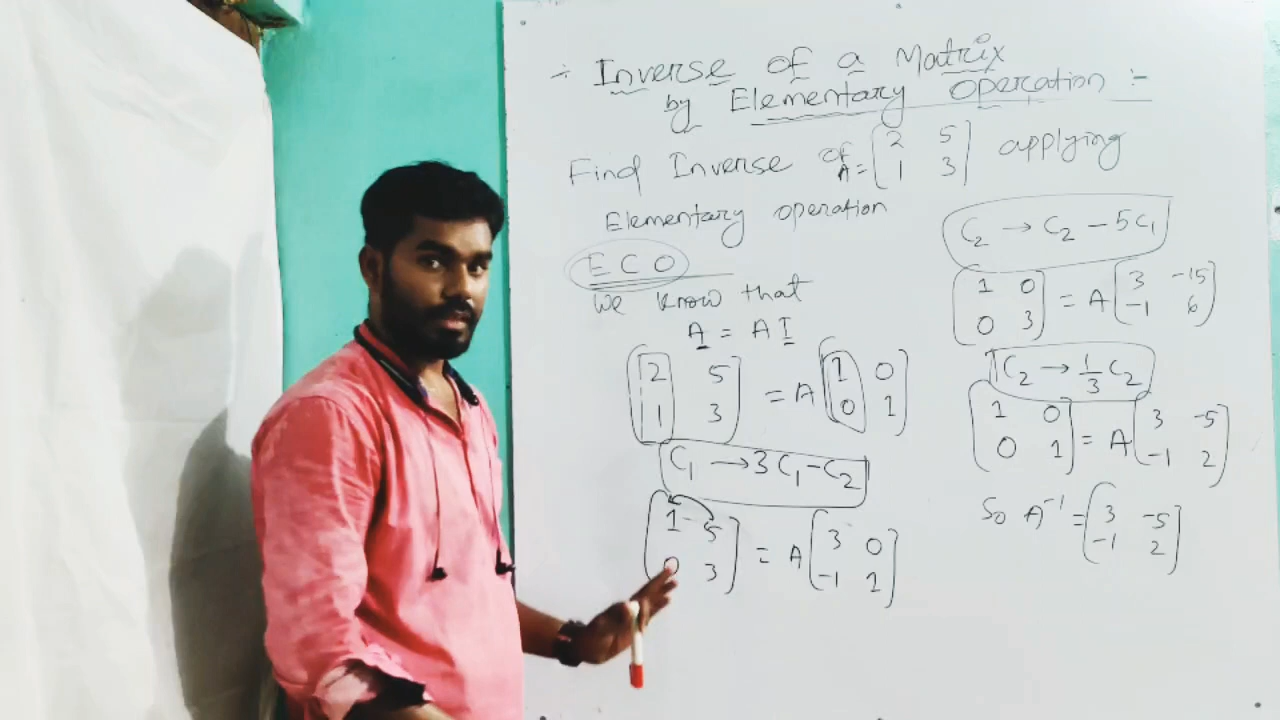 ÷ Inverse of a Matrix
by Elementary Operation :-
Find Inverse of A = [2 5
1 3] applying
Elementary operation
ECO
We know that
A = A I
[2 5
1 3] = A [1 0
0 1]
C₁ → 3C₁ - C₂
[1 5
0 3] = A [3 0
-1 1]
C₂ → C₂ - 5C₁
[1 0
0 3] = A [3 -15
-1 6]
C₂ → 1/3 C₂
[1 0
0 1] = A [3 -5
-1 2]
So A⁻¹ = [3 -5
-1 2]